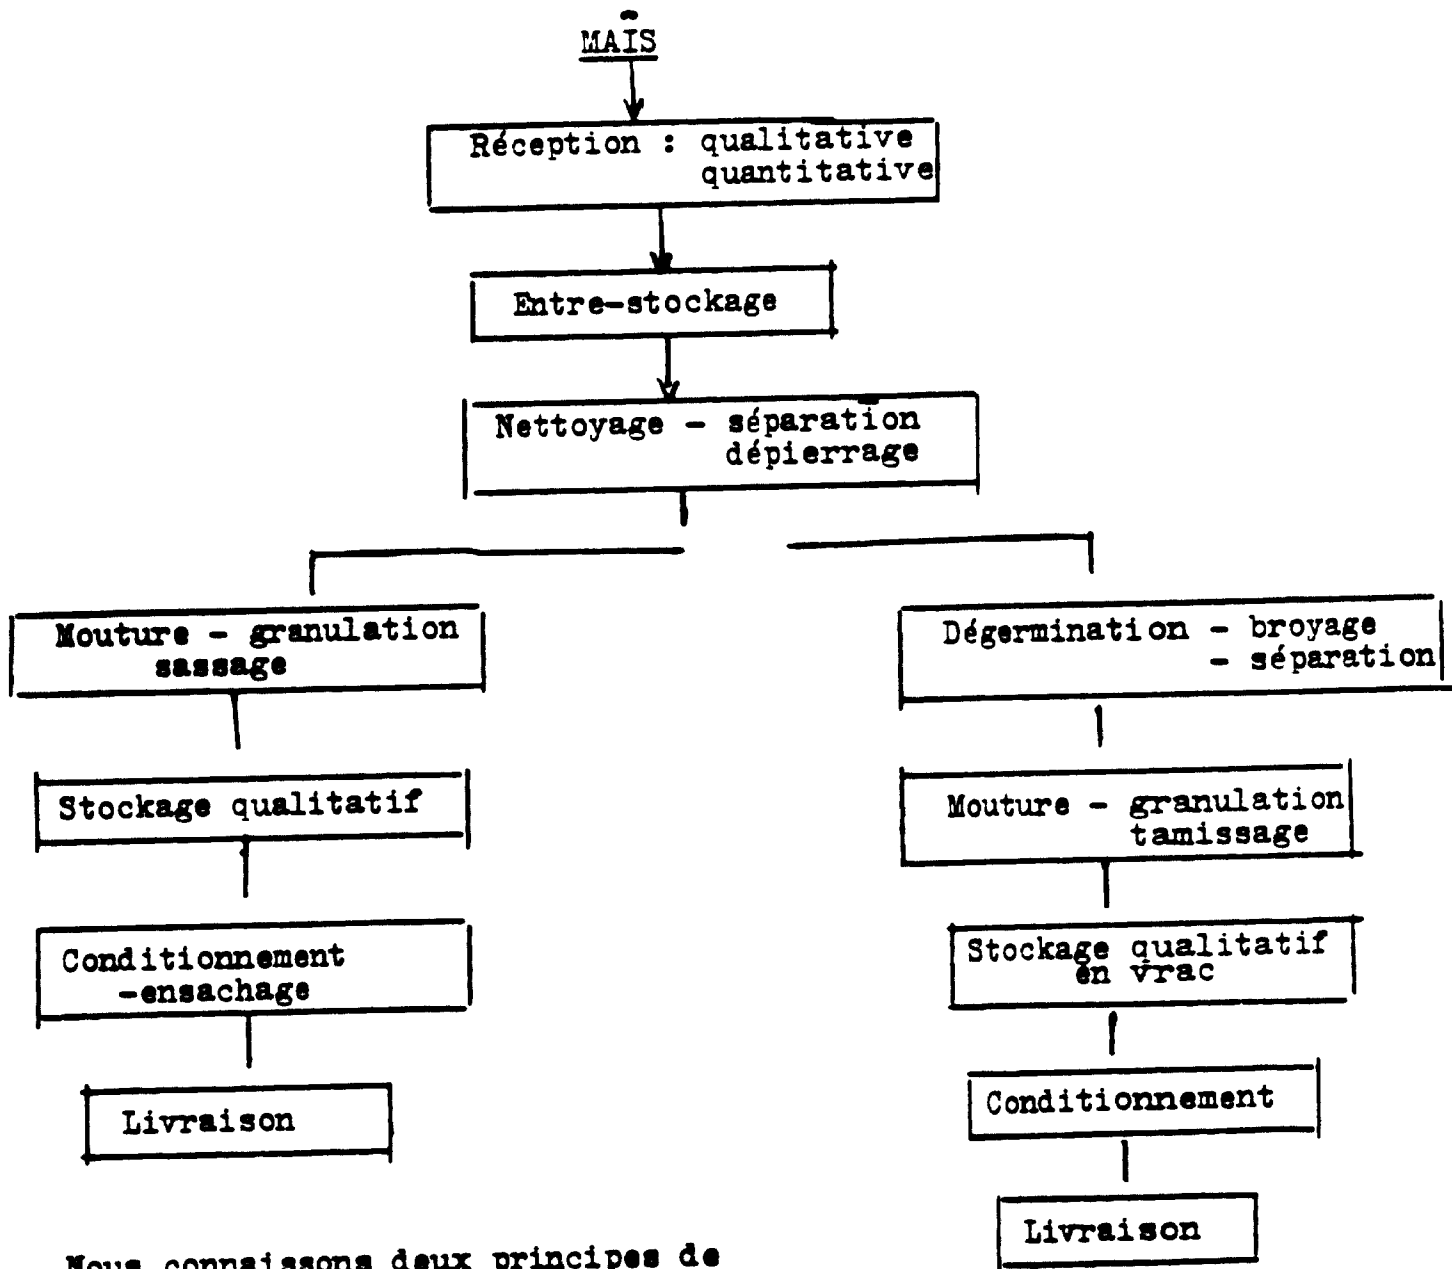 MAÏS
Réception : qualitative
quantitative
Entre-stockage
Nettoyage - séparation
dépierrage
Mouture - granulation
sassage
Stockage qualitatif
Conditionnement
-ensachage
Livraison
Dégermination - broyage
- séparation
Mouture - granulation
tamissage
Stockage qualitatif
en vrac
Conditionnement
Livraison
Nous connaissons deux principes de